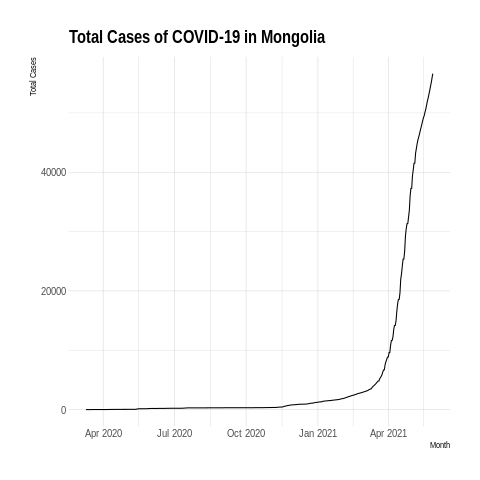 Total Cases of COVID-19 in Mongolia
Total Cases
40000
20000
0
Apr 2020 Jul 2020 Oct 2020 Jan 2021 Apr 2021
Month